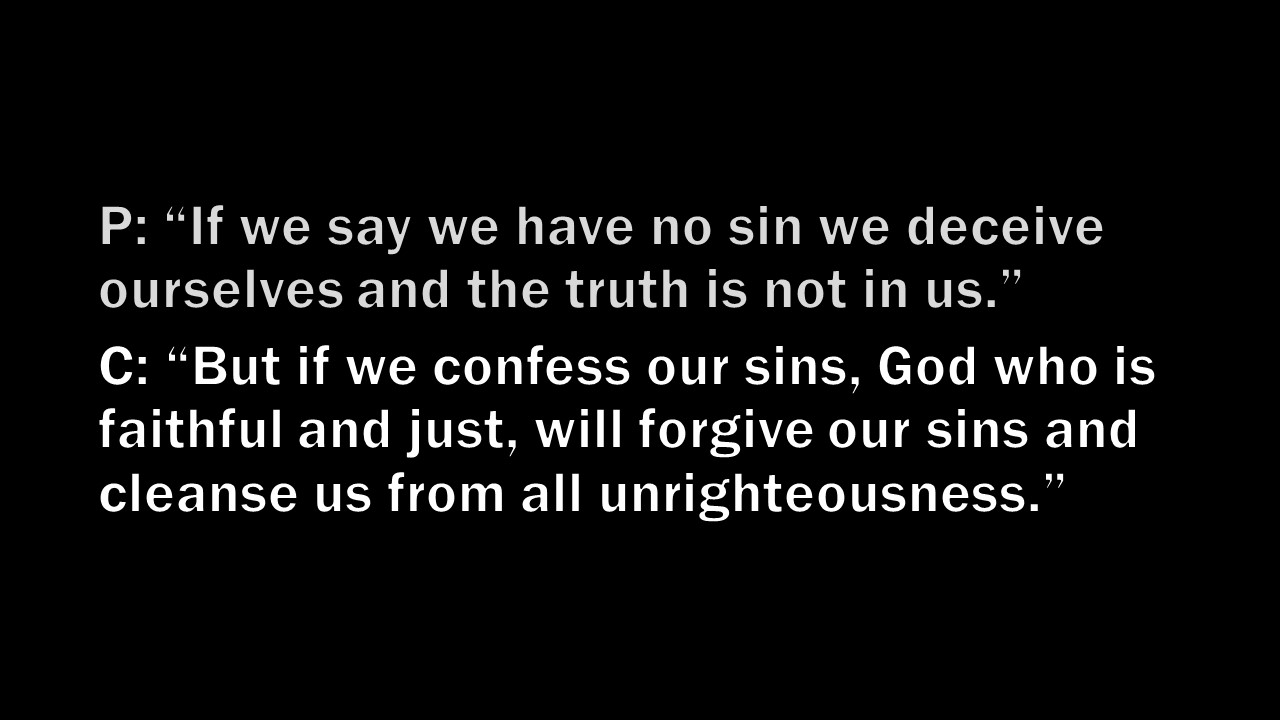 P: “If we say we have no sin we deceive
ourselves and the truth is not in us.”
C: “But if we confess our sins, God who is
faithful and just, will forgive our sins and
cleanse us from all unrighteousness.”